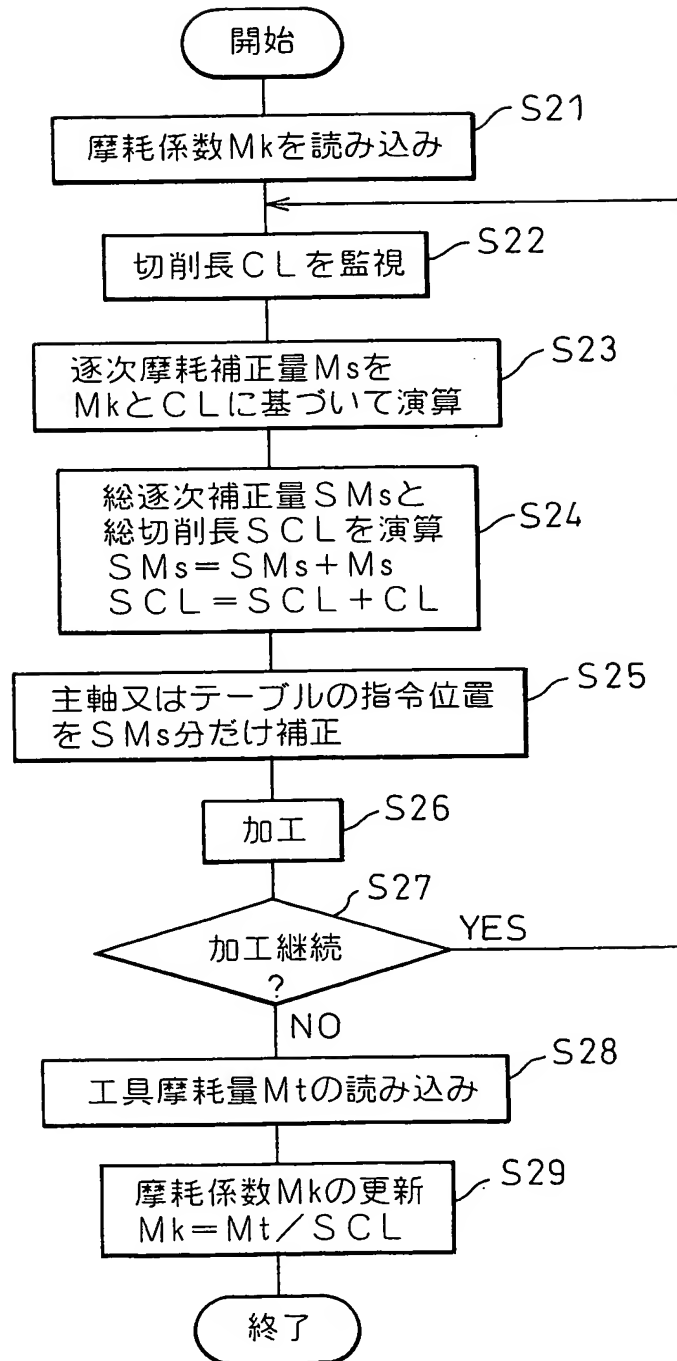 開始
S21
摩耗係数Mkを読み込み
S22
切削長CLを監視
S23
逐次摩耗補正量Msを
MkとCLに基づいて演算
S24
総逐次補正量SMsと
総切削長SCLを演算
SMs=SMs+Ms
SCL=SCL+CL
S25
主軸又はテーブルの指令位置
をSMs分だけ補正
S26
加工
S27
加工継続
?
YES
NO
S28
工具摩耗量Mtの読み込み
S29
摩耗係数Mkの更新
Mk=Mt/SCL
終了